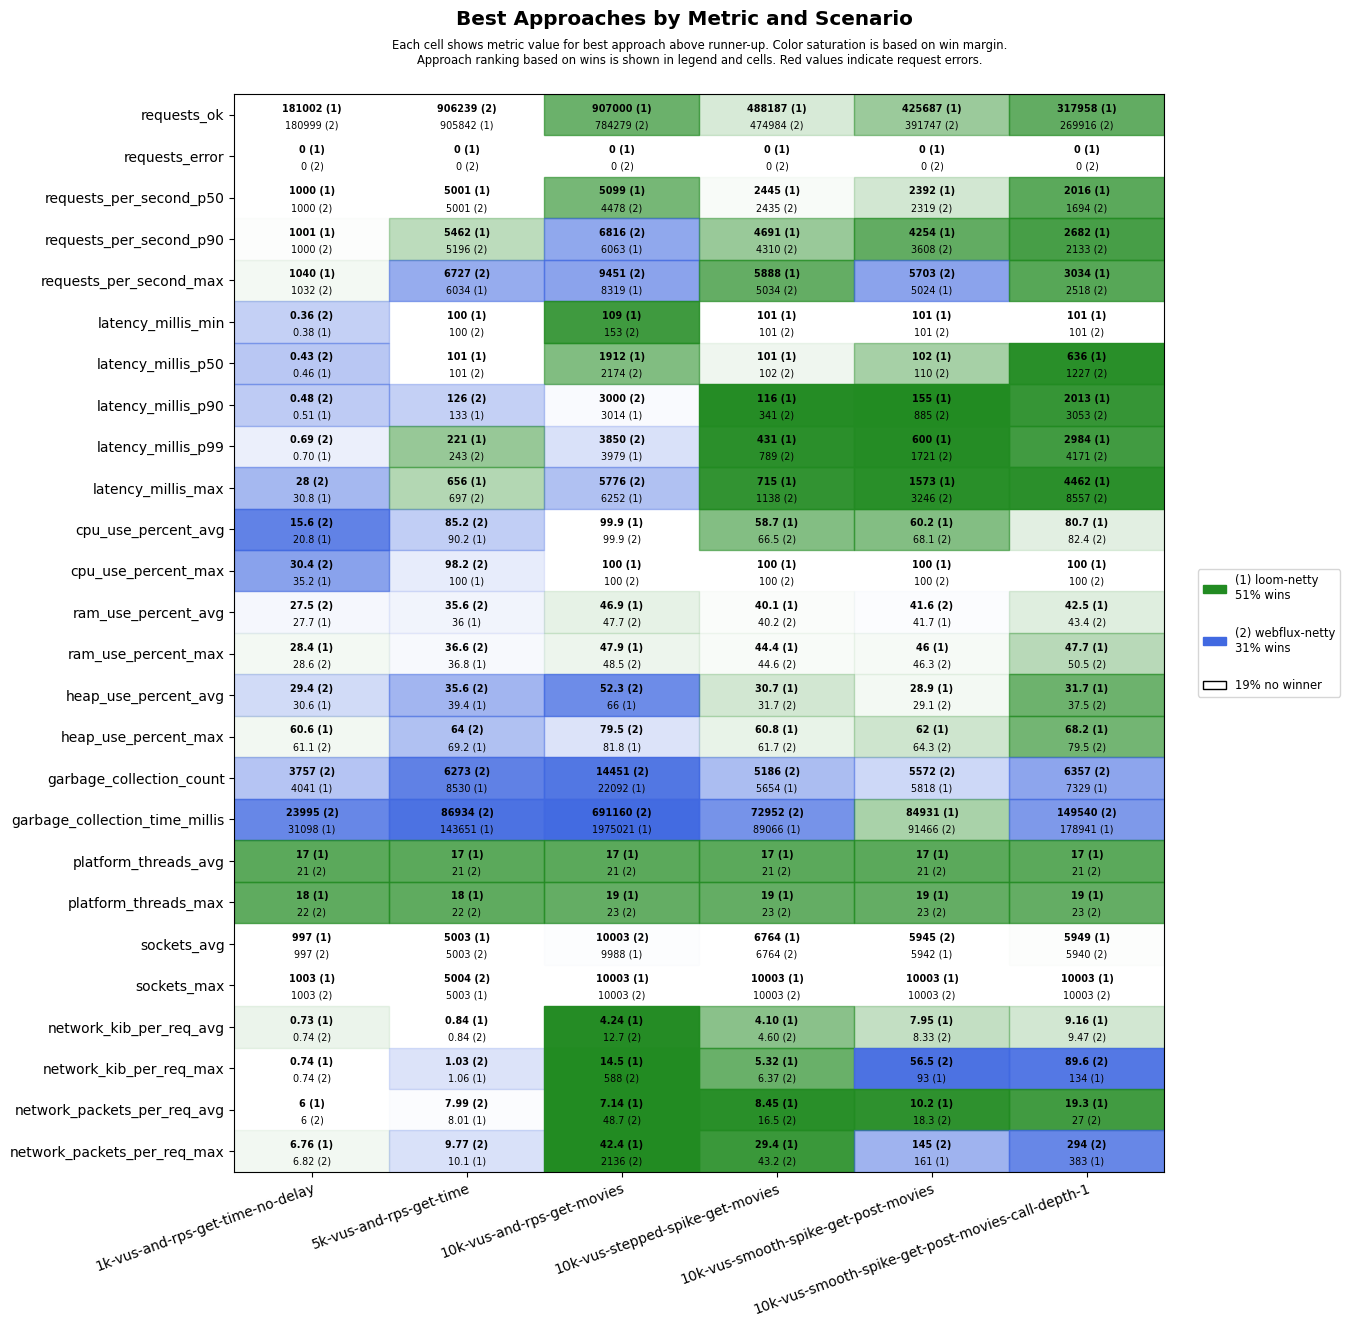 Best Approaches by Metric and Scenario
Each cell shows metric value for best approach above runner-up. Color saturation is based on win margin.
Approach ranking based on wins is shown in legend and cells. Red values indicate request errors.
requests_ok
181002 (1) 906239 (2) 907000 (1) 488187 (1) 425687 (1) 317958 (1)
180999 (2) 905842 (1) 784279 (2) 474984 (2) 391747 (2) 269916 (2)
requests_error
0 (1) 0 (1) 0 (1) 0 (1) 0 (1) 0 (1)
0 (2) 0 (2) 0 (2) 0 (2) 0 (2) 0 (2)
requests_per_second_p50
1000 (1) 5001 (1) 5099 (1) 2445 (1) 2392 (1) 2016 (1)
1000 (2) 5001 (2) 4478 (2) 2435 (2) 2319 (2) 1694 (2)
requests_per_second_p90
1001 (1) 5462 (1) 6816 (2) 4691 (1) 4254 (1) 2682 (1)
1000 (2) 5196 (2) 6063 (1) 4310 (2) 3608 (2) 2133 (2)
requests_per_second_max
1040 (1) 6727 (2) 9451 (2) 5888 (1) 5703 (2) 3034 (1)
1032 (2) 6034 (1) 8319 (1) 5034 (2) 5024 (1) 2518 (2)
latency_millis_min
0.36 (2) 100 (1) 109 (1) 101 (1) 101 (1) 101 (1)
0.38 (1) 100 (2) 153 (2) 101 (2) 101 (2) 101 (2)
latency_millis_p50
0.43 (2) 101 (1) 1912 (1) 101 (1) 102 (1) 636 (1)
0.46 (1) 101 (2) 2174 (2) 102 (2) 110 (2) 1227 (2)
latency_millis_p90
0.48 (2) 126 (2) 3000 (2) 116 (1) 155 (1) 2013 (1)
0.51 (1) 133 (1) 3014 (1) 341 (2) 885 (2) 3053 (2)
latency_millis_p99
0.69 (2) 221 (1) 3850 (2) 431 (1) 600 (1) 2984 (1)
0.70 (1) 243 (2) 3979 (1) 789 (2) 1721 (2) 4171 (2)
latency_millis_max
28 (2) 656 (1) 5776 (2) 715 (1) 1573 (1) 4462 (1)
30.8 (1) 697 (2) 6252 (1) 1138 (2) 3246 (2) 8557 (2)
cpu_use_percent_avg
15.6 (2) 85.2 (2) 99.9 (1) 58.7 (1) 60.2 (1) 80.7 (1)
20.8 (1) 90.2 (1) 99.9 (2) 66.5 (2) 68.1 (2) 82.4 (2)
cpu_use_percent_max
30.4 (2) 98.2 (2) 100 (1) 100 (1) 100 (1) 100 (1)
35.2 (1) 100 (1) 100 (2) 100 (2) 100 (2) 100 (2)
ram_use_percent_avg
27.5 (2) 35.6 (2) 46.9 (1) 40.1 (1) 41.6 (2) 42.5 (1)
27.7 (1) 36 (1) 47.7 (2) 40.2 (2) 41.7 (1) 43.4 (2)
ram_use_percent_max
28.4 (1) 36.6 (2) 47.9 (1) 44.4 (1) 46 (1) 47.7 (1)
28.6 (2) 36.8 (1) 48.5 (2) 44.6 (2) 46.3 (2) 50.5 (2)
heap_use_percent_avg
29.4 (2) 35.6 (2) 52.3 (2) 30.7 (1) 28.9 (1) 31.7 (1)
30.6 (1) 39.4 (1) 66 (1) 31.7 (2) 29.1 (2) 37.5 (2)
heap_use_percent_max
60.6 (1) 64 (2) 79.5 (2) 60.8 (1) 62 (1) 68.2 (1)
61.1 (2) 69.2 (1) 81.8 (1) 61.7 (2) 64.3 (2) 79.5 (2)
garbage_collection_count
3757 (2) 6273 (2) 14451 (2) 5186 (2) 5572 (2) 6357 (2)
4041 (1) 8530 (1) 22092 (1) 5654 (1) 5818 (1) 7329 (1)
garbage_collection_time_millis
23995 (2) 86934 (2) 691160 (2) 72952 (2) 84931 (1) 149540 (2)
31098 (1) 143651 (1) 1975021 (1) 89066 (1) 91466 (2) 178941 (1)
platform_threads_avg
17 (1) 17 (1) 17 (1) 17 (1) 17 (1) 17 (1)
21 (2) 21 (2) 21 (2) 21 (2) 21 (2) 21 (2)
platform_threads_max
18 (1) 18 (1) 19 (1) 19 (1) 19 (1) 19 (1)
22 (2) 22 (2) 23 (2) 23 (2) 23 (2) 23 (2)
sockets_avg
997 (1) 5003 (1) 10003 (2) 6764 (1) 5945 (2) 5949 (1)
997 (2) 5003 (2) 9988 (1) 6764 (2) 5942 (1) 5940 (2)
sockets_max
1003 (1) 5004 (2) 10003 (1) 10003 (1) 10003 (1) 10003 (1)
1003 (2) 5003 (1) 10003 (2) 10003 (2) 10003 (2) 10003 (2)
network_kib_per_req_avg
0.73 (1) 0.84 (1) 4.24 (1) 4.10 (1) 7.95 (1) 9.16 (1)
0.74 (2) 0.84 (2) 12.7 (2) 4.60 (2) 8.33 (2) 9.47 (2)
network_kib_per_req_max
0.74 (1) 1.03 (2) 14.5 (1) 5.32 (1) 56.5 (2) 89.6 (2)
0.74 (2) 1.06 (1) 588 (2) 6.37 (2) 93 (1) 134 (1)
network_packets_per_req_avg
6 (1) 7.99 (2) 7.14 (1) 8.45 (1) 10.2 (1) 19.3 (1)
6 (2) 8.01 (1) 48.7 (2) 16.5 (2) 18.3 (2) 27 (2)
network_packets_per_req_max
6.76 (1) 9.77 (2) 42.4 (1) 29.4 (1) 145 (2) 294 (2)
6.82 (2) 10.1 (1) 2136 (2) 43.2 (2) 161 (1) 383 (1)
1k-vus-and-rps-get-time-no-delay
5k-vus-and-rps-get-time
10k-vus-and-rps-get-movies
10k-vus-stepped-spike-get-movies
10k-vus-smooth-spike-get-post-movies
10k-vus-smooth-spike-get-post-movies-call-depth-1
(1) loom-netty
51% wins
(2) webflux-netty
31% wins
19% no winner